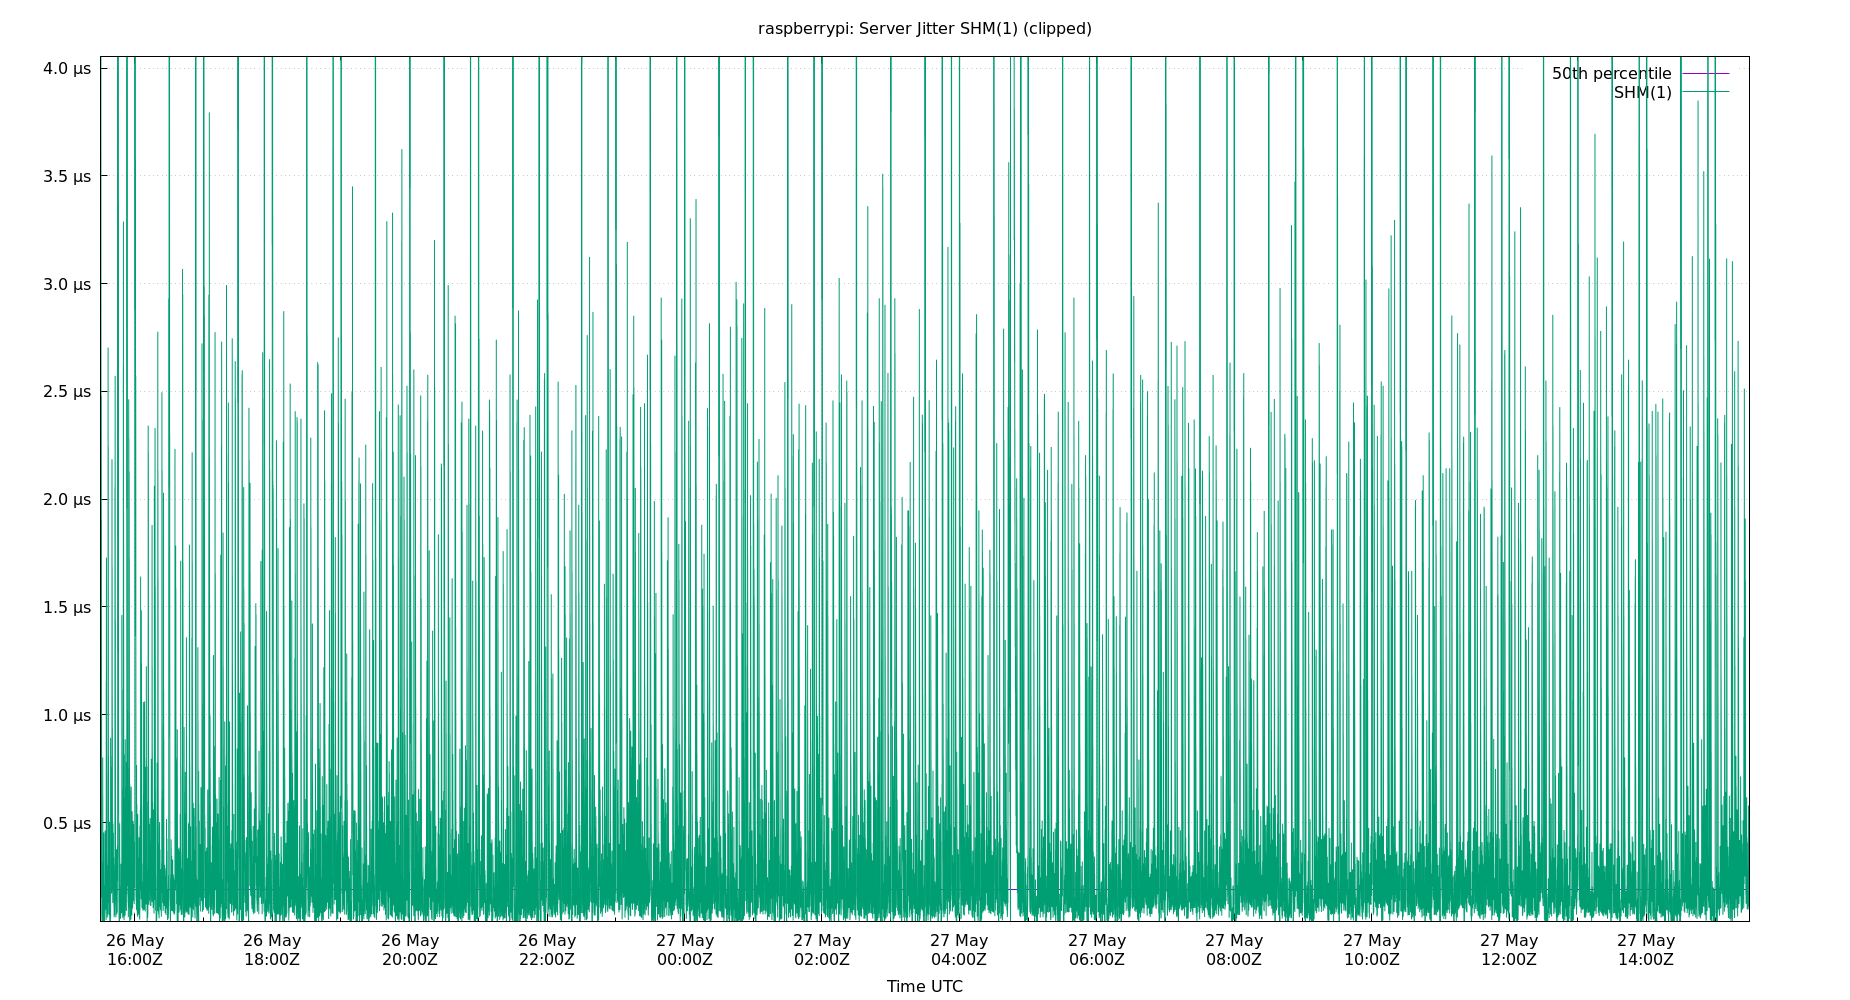 raspberrypi: Server Jitter SHM(1) (clipped)
50th percentile
SHM(1)
4.0 µs
3.5 µs
3.0 µs
2.5 µs
2.0 µs
1.5 µs
1.0 µs
0.5 µs
26 May 26 May 26 May 26 May 27 May 27 May 27 May 27 May 27 May 27 May 27 May 27 May
16:00Z 18:00Z 20:00Z 22:00Z 00:00Z 02:00Z 04:00Z 06:00Z 08:00Z 10:00Z 12:00Z 14:00Z
Time UTC